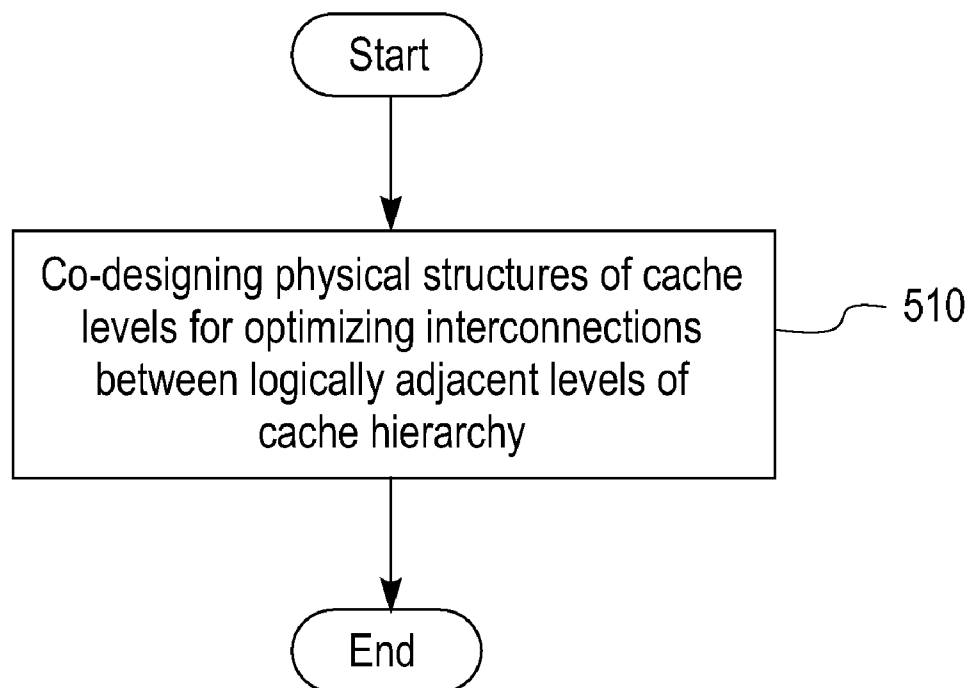 Start
Co-designing physical structures of cache
levels for optimizing interconnections
between logically adjacent levels of
cache hierarchy
510
End